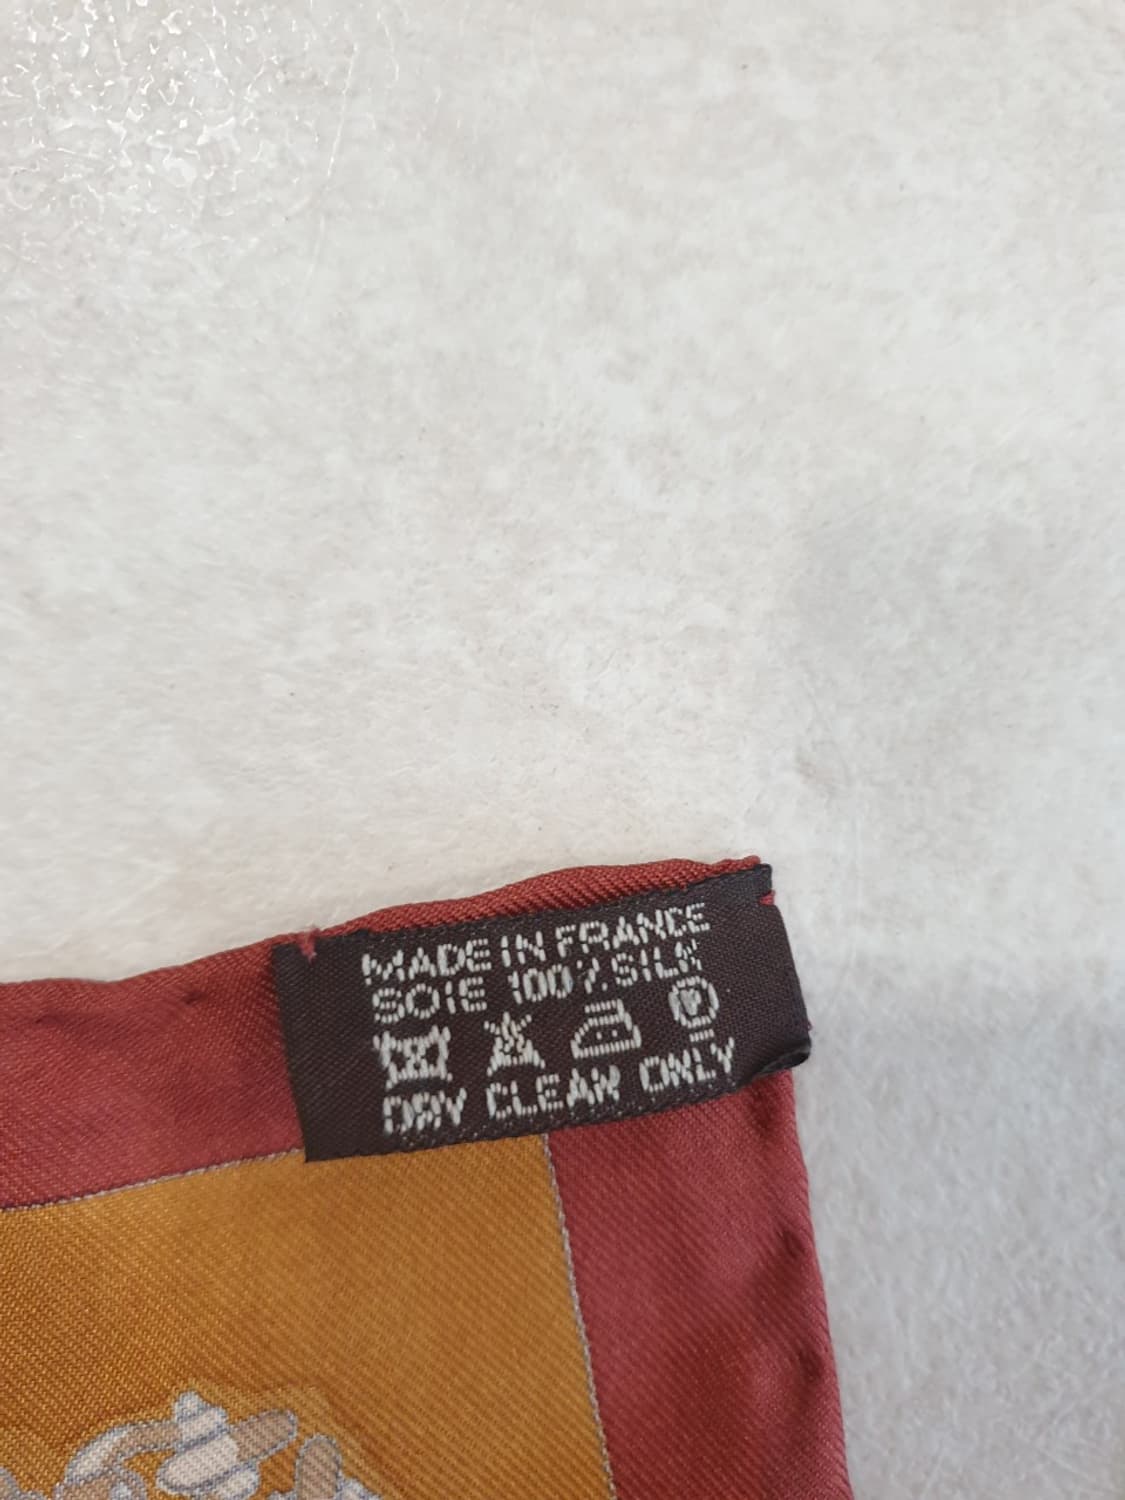 MADE IN FRANCE
SOIE 100% SILK
P
DRY CLEAN ONLY